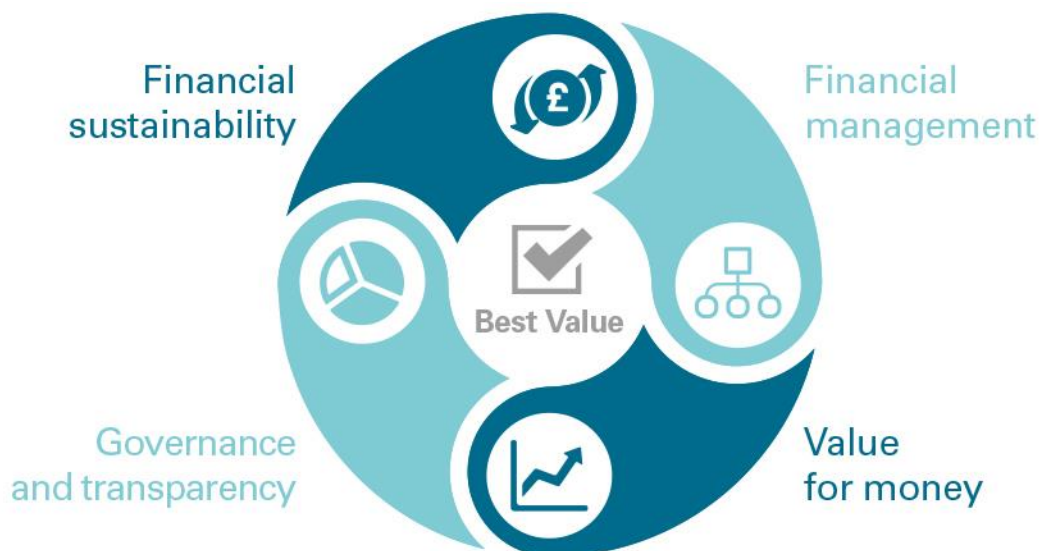 Financial
sustainability
£
Financial
management
Best Value
Governance
and transparency
Value
for money